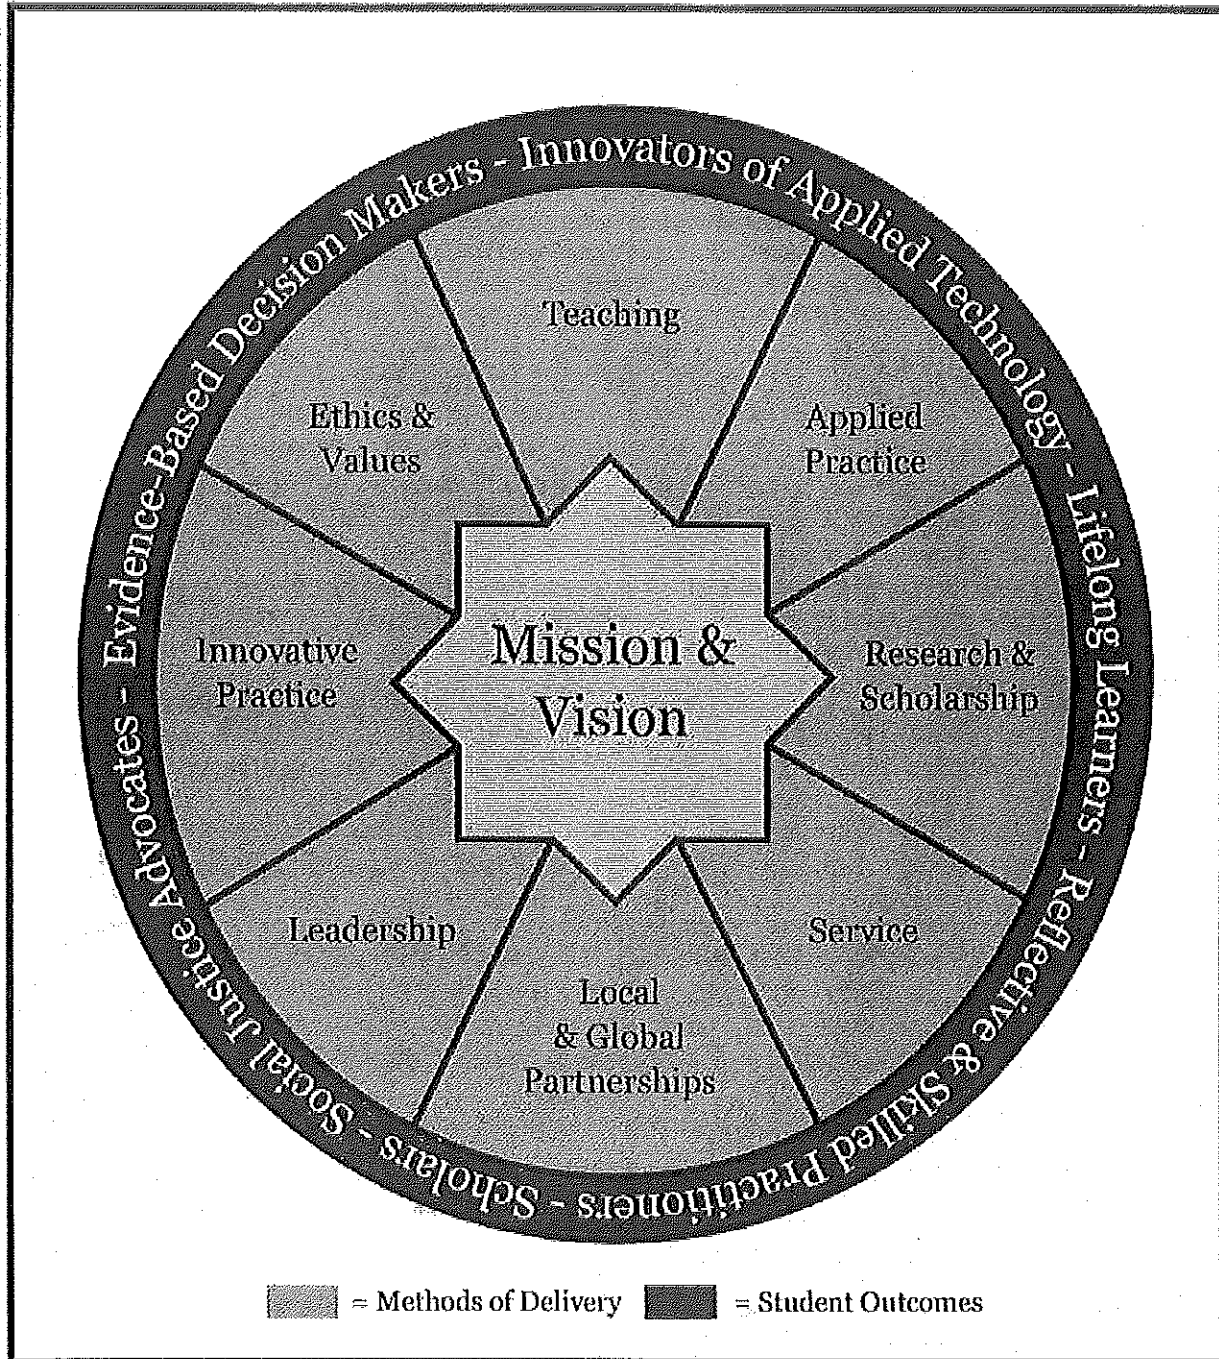 Evidence-Based Decision Makers - Innovators of Applied Technology - Lifelong Learners - Reflective & Skilled Practitioners - Scholars - Social Justice Advocates -
Teaching
Applied
Practice
Research &
Scholarship
Service
Local
& Global
Partnerships
Leadership
Innovative
Practice
Ethics &
Values
Mission &
Vision
= Methods of Delivery
= Student Outcomes